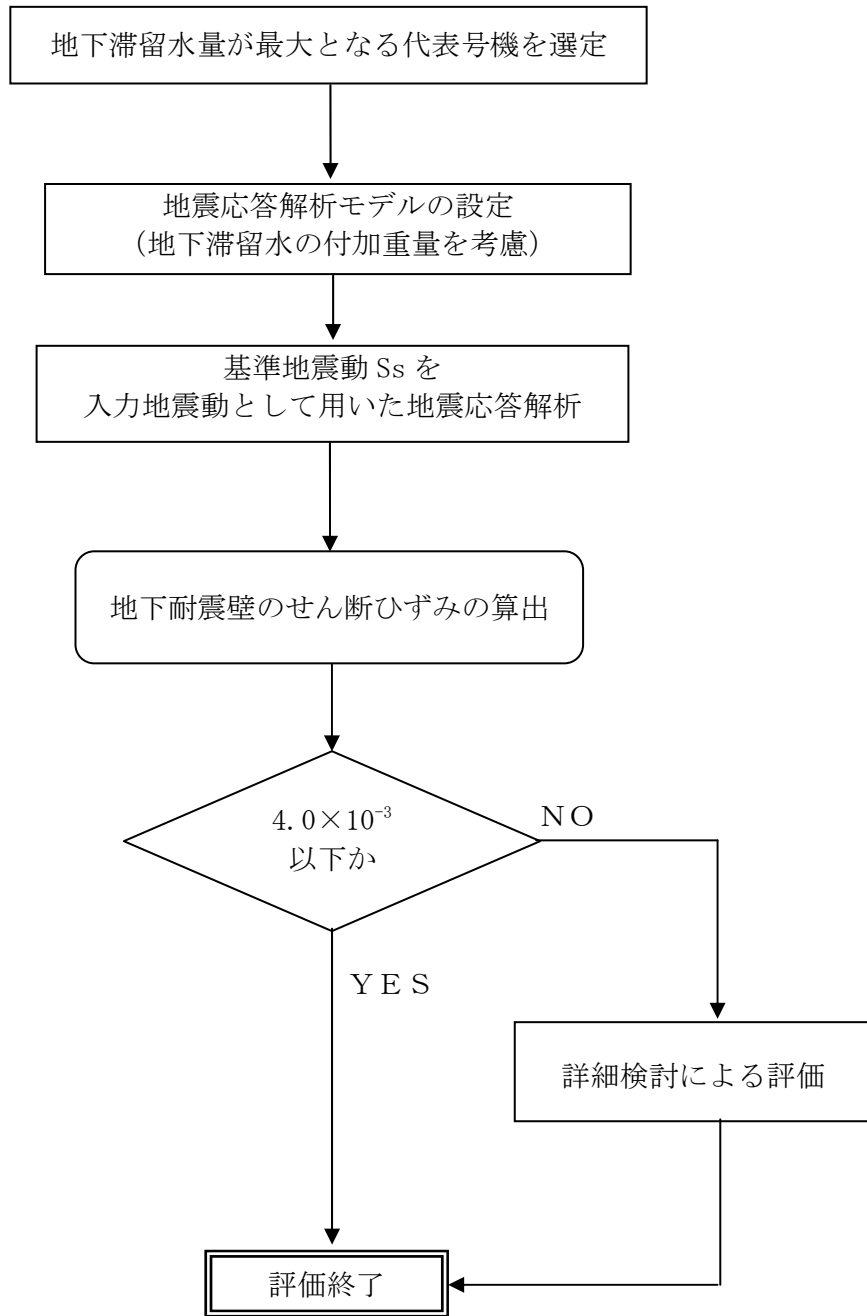 地下滞留水量が最大となる代表号機を選定
地震応答解析モデルの設定
（地下滞留水の付加重量を考慮）
基準地震動 Ss を
入力地震動として用いた地震応答解析
地下耐震壁のせん断ひずみの算出
4.0×10⁻³
以下か
ＮＯ
ＹＥＳ
詳細検討による評価
評価終了